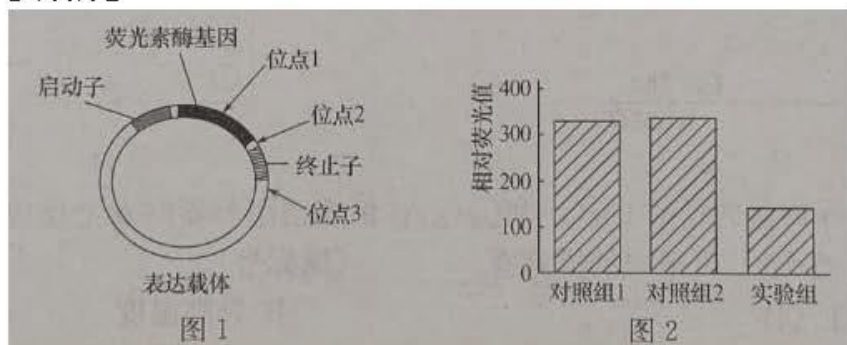 荧光素酶基因
启动子
位点1
位点2
终止子
位点3
表达载体
图1
相对荧光值
400
300
200
100
0
对照组1 对照组2 实验组
图2